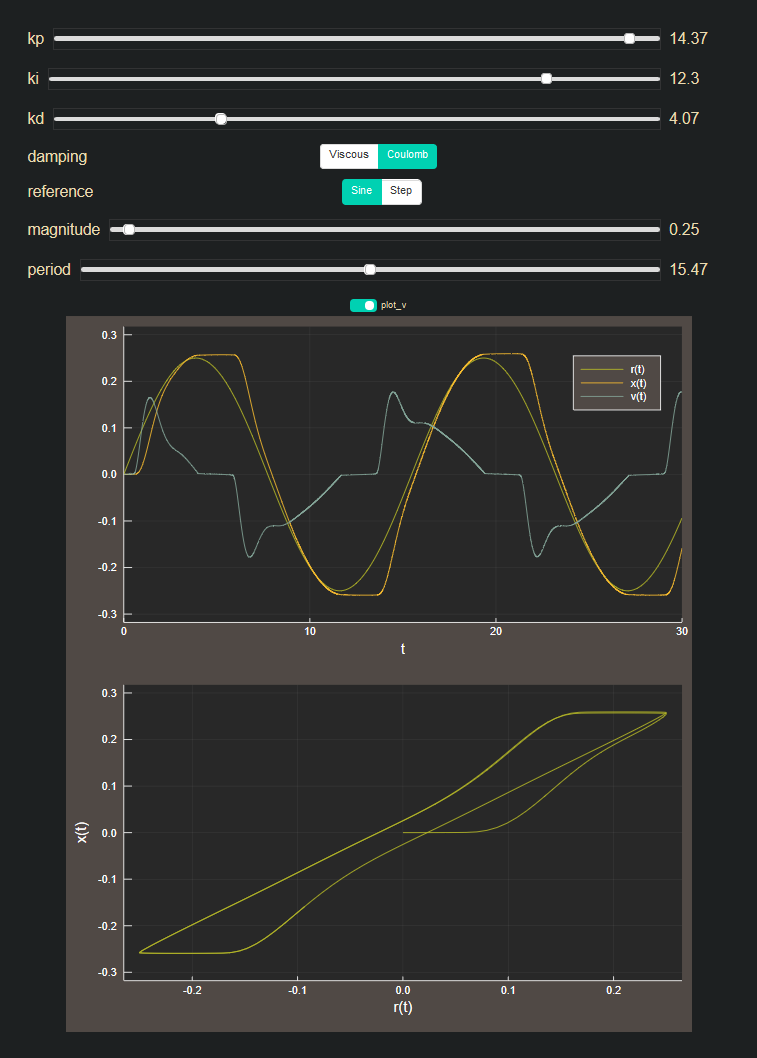 kp 14.37
ki 12.3
kd 4.07
damping Viscous Coulomb
reference Sine Step
magnitude 0.25
period 15.47
plot_v
0.3
0.2
0.1
0.0
-0.1
-0.2
-0.3
r(t)
x(t)
v(t)
0 10 20 30
t
0.3
0.2
0.1
0.0
-0.1
-0.2
-0.3
x(t)
-0.2 -0.1 0.0 0.1 0.2
r(t)